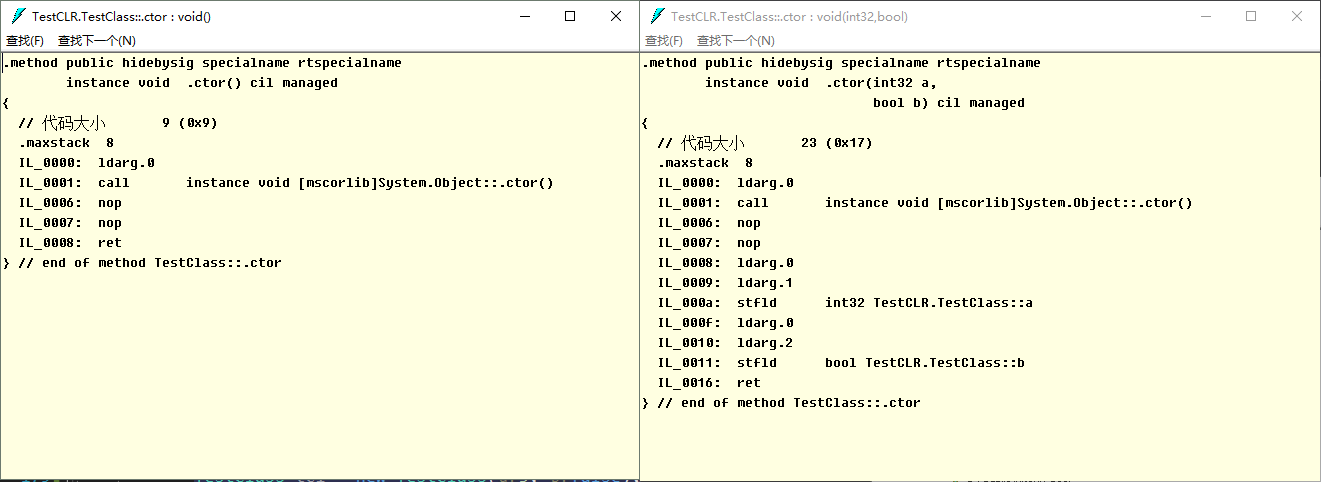 TestCLR.TestClass::.ctor : void()
查找(F) 查找下一个(N)
.method public hidebysig specialname rtspecialname
instance void .ctor() cil managed
{
// 代码大小 9 (0x9)
.maxstack 8
IL_0000: ldarg.0
IL_0001: call instance void [mscorlib]System.Object::.ctor()
IL_0006: nop
IL_0007: nop
IL_0008: ret
} // end of method TestClass::.ctor
TestCLR.TestClass::.ctor : void(int32,bool)
查找(F) 查找下一个(N)
.method public hidebysig specialname rtspecialname
instance void .ctor(int32 a,
bool b) cil managed
{
// 代码大小 23 (0x17)
.maxstack 8
IL_0000: ldarg.0
IL_0001: call instance void [mscorlib]System.Object::.ctor()
IL_0006: nop
IL_0007: nop
IL_0008: ldarg.0
IL_0009: ldarg.1
IL_000a: stfld int32 TestCLR.TestClass::a
IL_000f: ldarg.0
IL_0010: ldarg.2
IL_0011: stfld bool TestCLR.TestClass::b
IL_0016: ret
} // end of method TestClass::.ctor